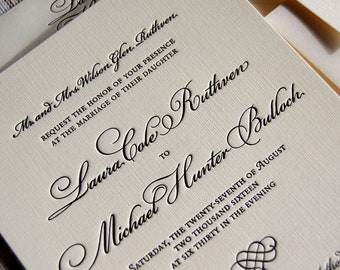 Mr. and Mrs. Wilson Glen Ruthven
REQUEST THE HONOR OF YOUR PRESENCE
AT THE MARRIAGE OF THEIR DAUGHTER
Laura Cole Ruthven
TO
Michael Hunter Bulloch
SATURDAY, THE TWENTY-SEVENTH OF AUGUST
TWO THOUSAND SIXTEEN
AT SIX THIRTY IN THE EVENING